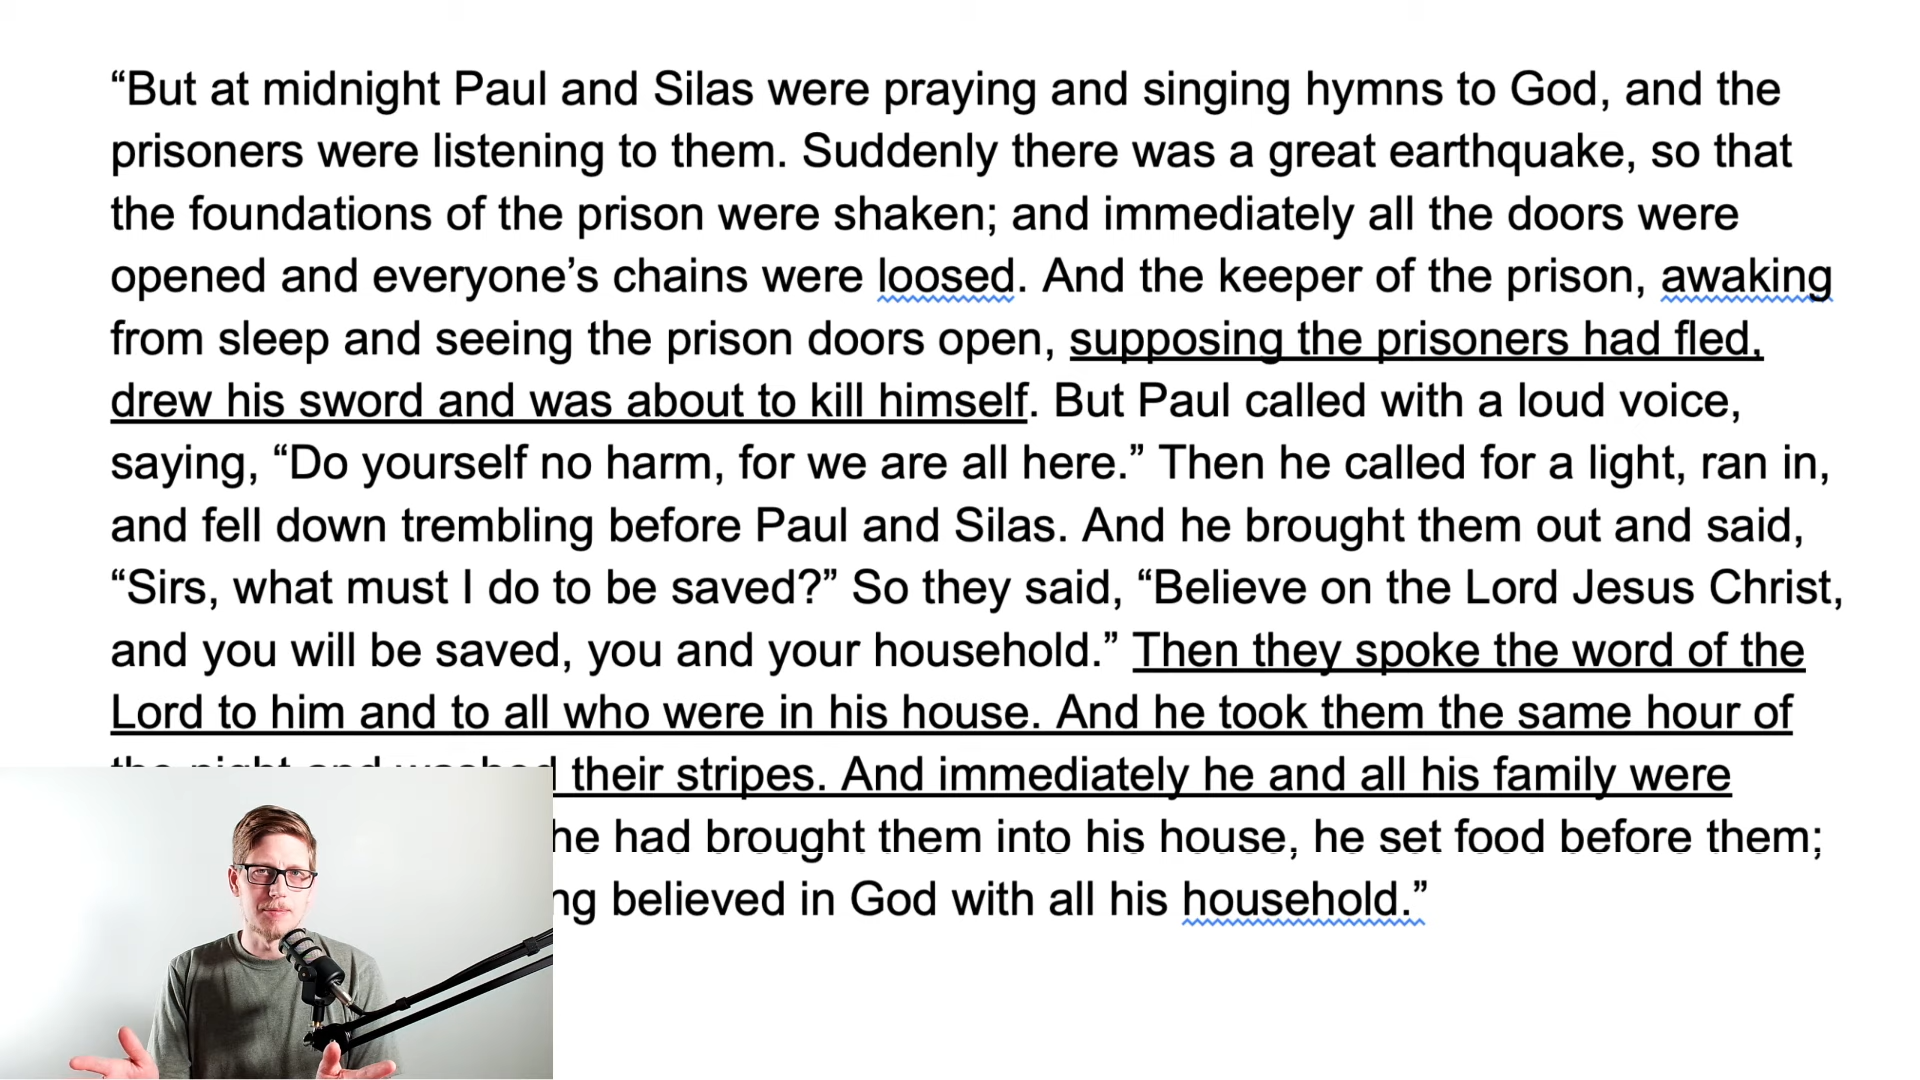 “But at midnight Paul and Silas were praying and singing hymns to God, and the
prisoners were listening to them. Suddenly there was a great earthquake, so that
the foundations of the prison were shaken; and immediately all the doors were
opened and everyone’s chains were loosed. And the keeper of the prison, awaking
from sleep and seeing the prison doors open, supposing the prisoners had fled,
drew his sword and was about to kill himself. But Paul called with a loud voice,
saying, “Do yourself no harm, for we are all here.” Then he called for a light, ran in,
and fell down trembling before Paul and Silas. And he brought them out and said,
“Sirs, what must I do to be saved?” So they said, “Believe on the Lord Jesus Christ,
and you will be saved, you and your household.” Then they spoke the word of the
Lord to him and to all who were in his house. And he took them the same hour of
the night and washed their stripes. And immediately he and all his family were
he had brought them into his house, he set food before them;
believed in God with all his household.”